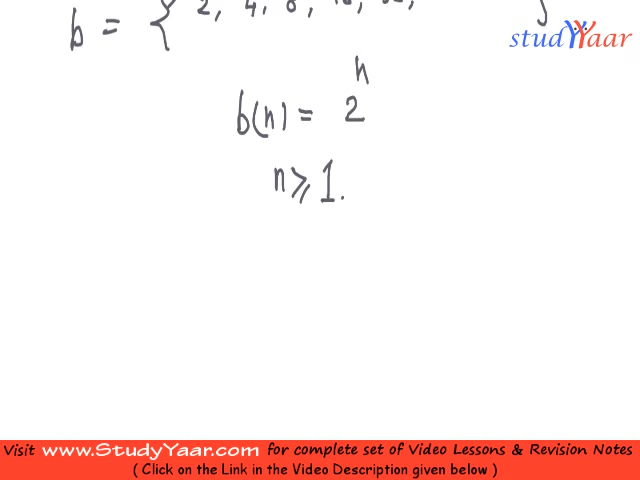 b = { 2, 4, 8, 16, 32, }
studYYaar
b(n) = 2^n
n ⩾ 1.
Visit www.StudyYaar.com for complete set of Video Lessons & Revision Notes
( Click on the Link in the Video Description given below )